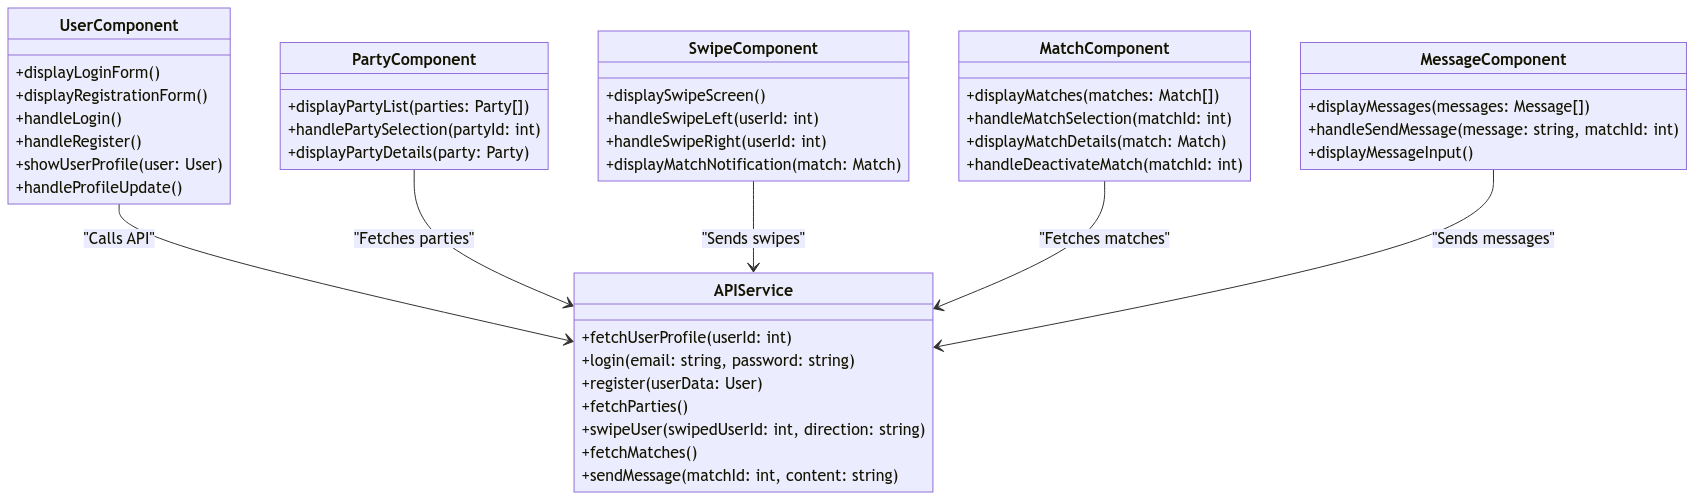 UserComponent
+displayLoginForm()
+displayRegistrationForm()
+handleLogin()
+handleRegister()
+showUserProfile(user: User)
+handleProfileUpdate()
PartyComponent
+displayPartyList(parties: Party[])
+handlePartySelection(partyId: int)
+displayPartyDetails(party: Party)
SwipeComponent
+displaySwipeScreen()
+handleSwipeLeft(userId: int)
+handleSwipeRight(userId: int)
+displayMatchNotification(match: Match)
MatchComponent
+displayMatches(matches: Match[])
+handleMatchSelection(matchId: int)
+displayMatchDetails(match: Match)
+handleDeactivateMatch(matchId: int)
MessageComponent
+displayMessages(messages: Message[])
+handleSendMessage(message: string, matchId: int)
+displayMessageInput()
"Calls API"
"Fetches parties"
"Sends swipes"
"Fetches matches"
"Sends messages"
APIService
+fetchUserProfile(userId: int)
+login(email: string, password: string)
+register(userData: User)
+fetchParties()
+swipeUser(swipedUserId: int, direction: string)
+fetchMatches()
+sendMessage(matchId: int, content: string)